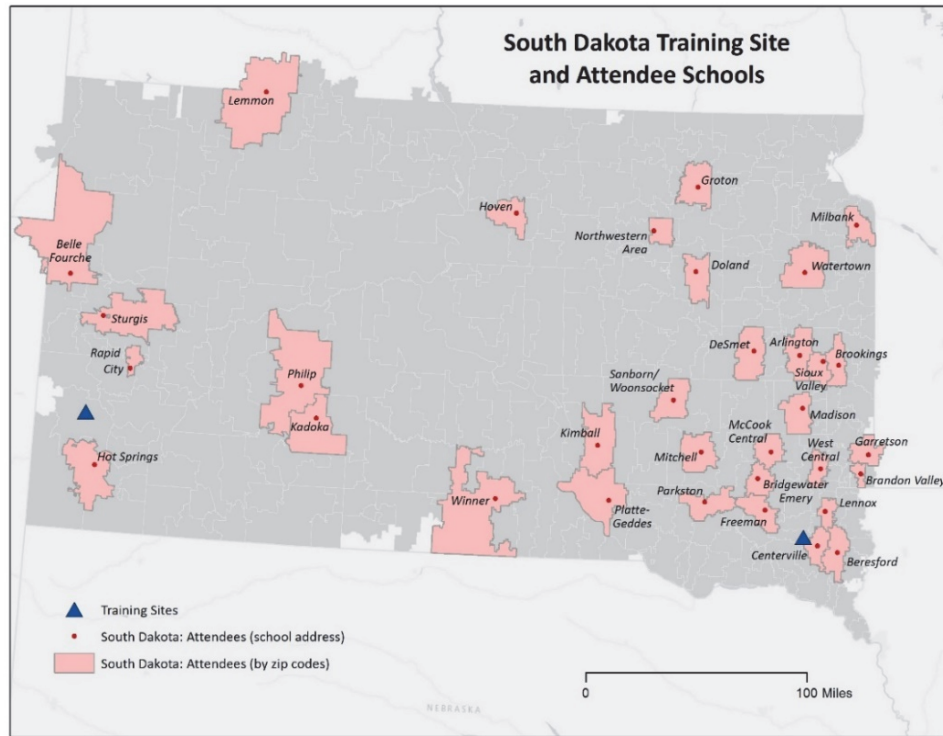 South Dakota Training Site
and Attendee Schools
Lemmon
Groton
Hoven
Milbank
Northwestern
Area
Belle
Fourche
Doland
Watertown
Sturgis
DeSmet
Arlington
Brookings
Rapid
City
Sioux
Valley
Philip
Sanborn/
Woonsocket
Madison
Kadoka
McCook
Central
Kimball
West
Central
Garretson
Mitchell
Hot Springs
Brandon Valley
Bridgewater
Emery
Parkston
Winner
Platte-
Geddes
Lennox
Freeman
Centerville
Beresford
Training Sites
South Dakota: Attendees (school address)
South Dakota: Attendees (by zip codes)
0
100 Miles
NEBRASKA